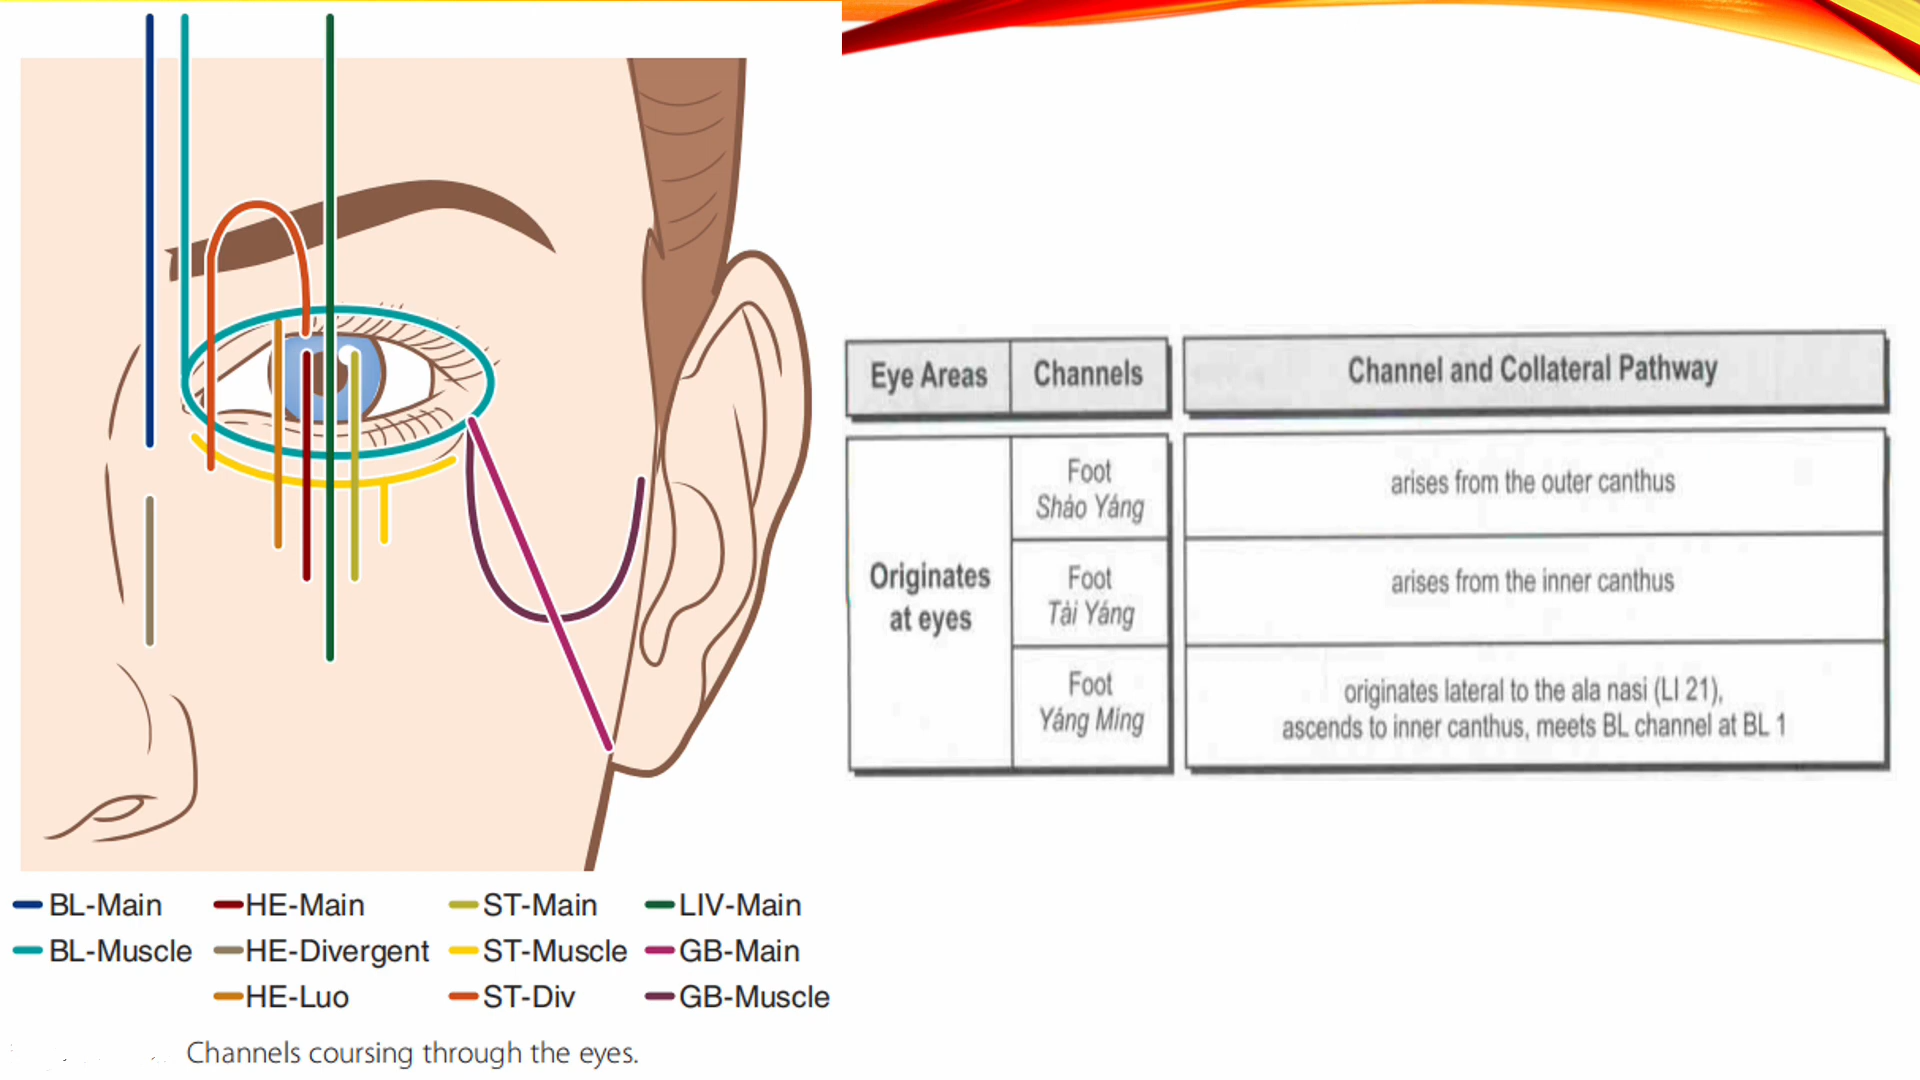 BL-Main
HE-Main
ST-Main
LIV-Main
BL-Muscle
HE-Divergent
ST-Muscle
GB-Main
HE-Luo
ST-Div
GB-Muscle
Channels coursing through the eyes.
Eye Areas
Channels
Channel and Collateral Pathway
Originates
at eyes
Foot
Sháo Yáng
arises from the outer canthus
Foot
Tài Yáng
arises from the inner canthus
Foot
Yáng Míng
originates lateral to the ala nasi (LI 21),
ascends to inner canthus, meets BL channel at BL 1